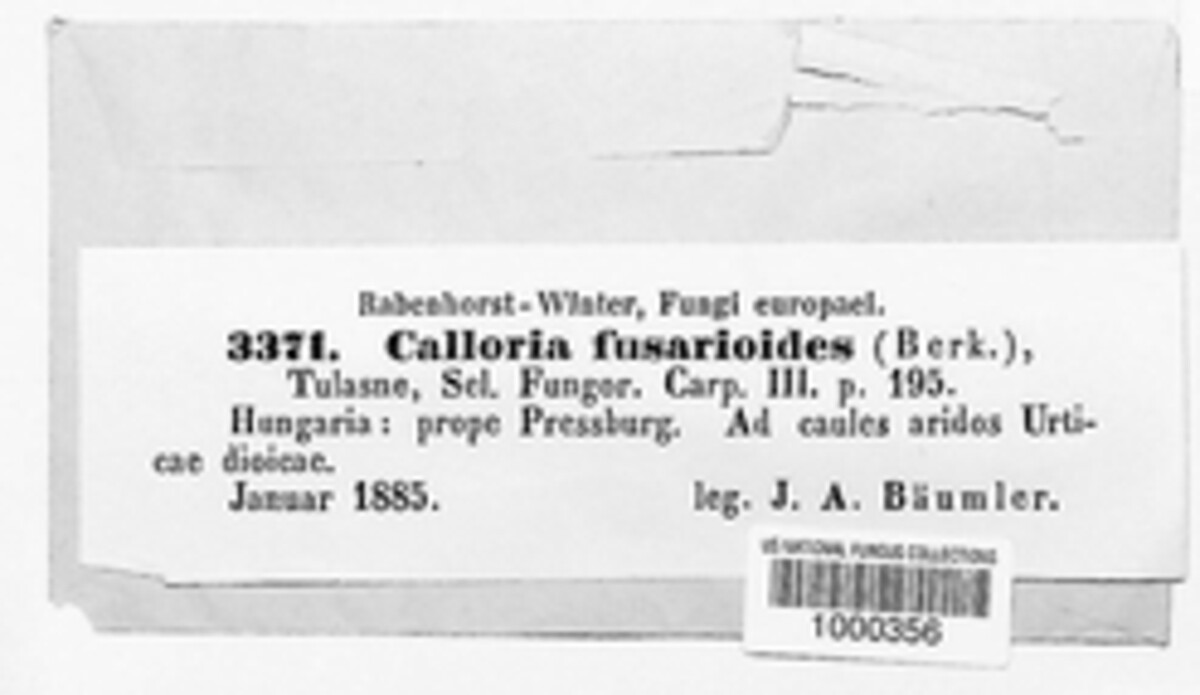 Rabenhorst-Winter, Fungi europaei.
3371. Calloria fusarioides (Berk.),
Tulasne, Sel. Fungor. Carp. III. p. 195.
Hungaria: prope Pressburg. Ad caules aridos Urti-
cae dioicae.
Januar 1885. leg. J. A. Bäumler.
US NATIONAL FUNGUS COLLECTIONS
1000356